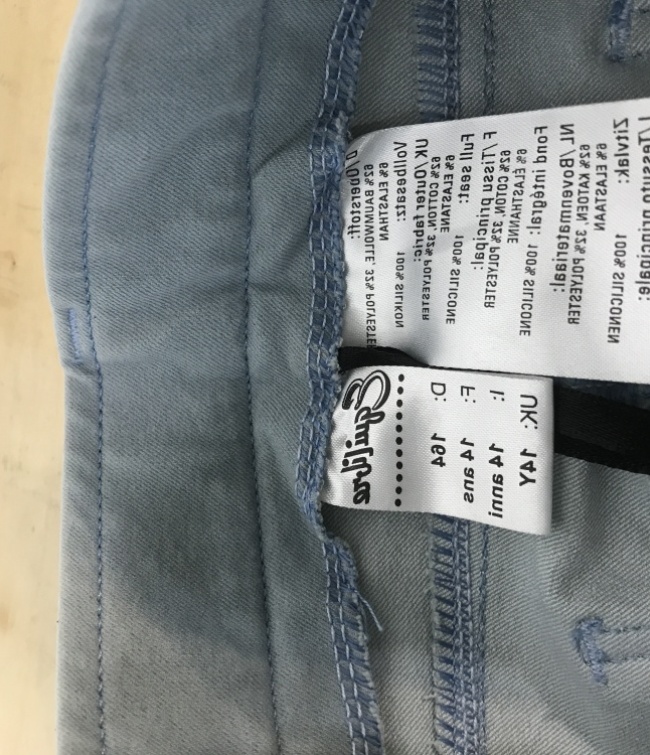 D/Oberstoff:
62% BAUMWOLLE, 32% POLYESTER
6% ELASTHAN
Vollbesatz: 100% SILIKON
UK/Outer fabric:
62% COTTON, 32% POLYESTER
6% ELASTANE
Full seat: 100% SILICONE
F/Tissu principal:
62% COTON, 32% POLYESTER
6% ÉLASTHANNE
Fond intégral: 100% SILICONE
NL/Bovenmateriaal:
62% KATOEN, 32% POLYESTER
6% ELASTAAN
Zitvlak: 100% SILICONEN
D: 164
F: 14 ans
I: 14 anni
UK: 14Y